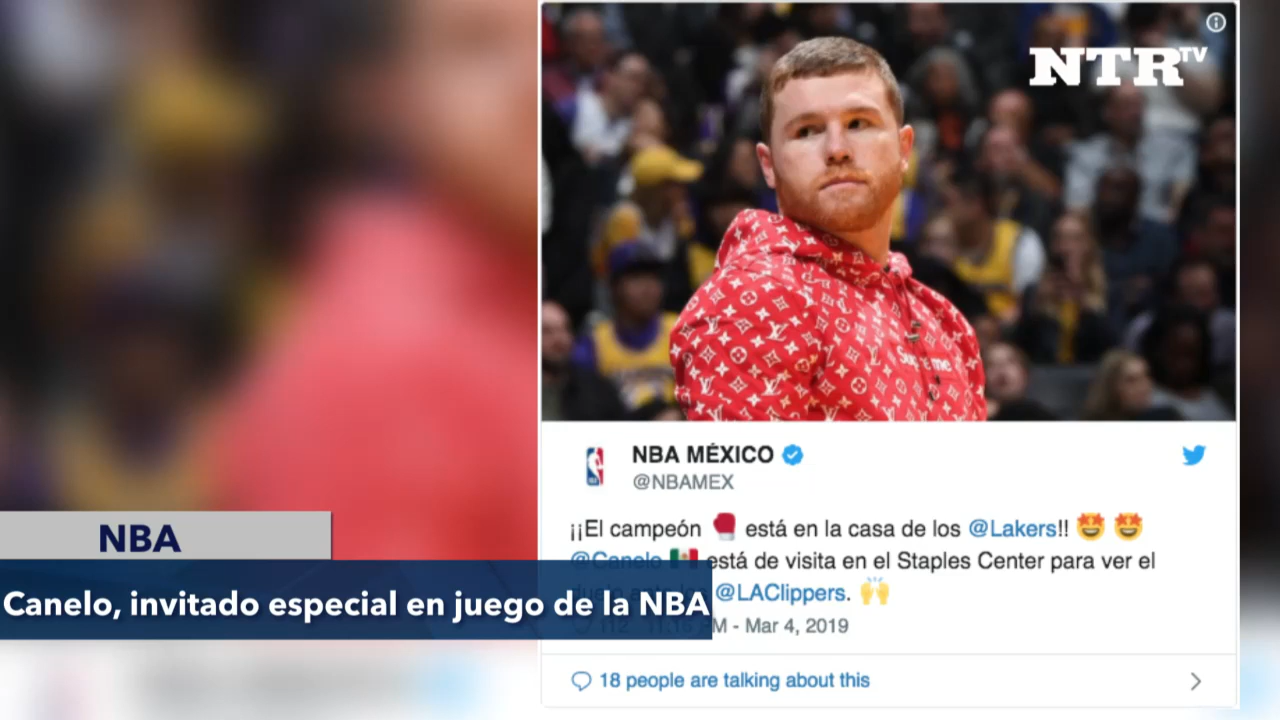 NTR TV
Supreme
NBA MÉXICO
@NBAMEX
¡¡El campeón está en la casa de los @Lakers!!
@Canelo está de visita en el Staples Center para ver el
@LAClippers.
M - Mar 4, 2019
18 people are talking about this
NBA
Canelo, invitado especial en juego de la NBA